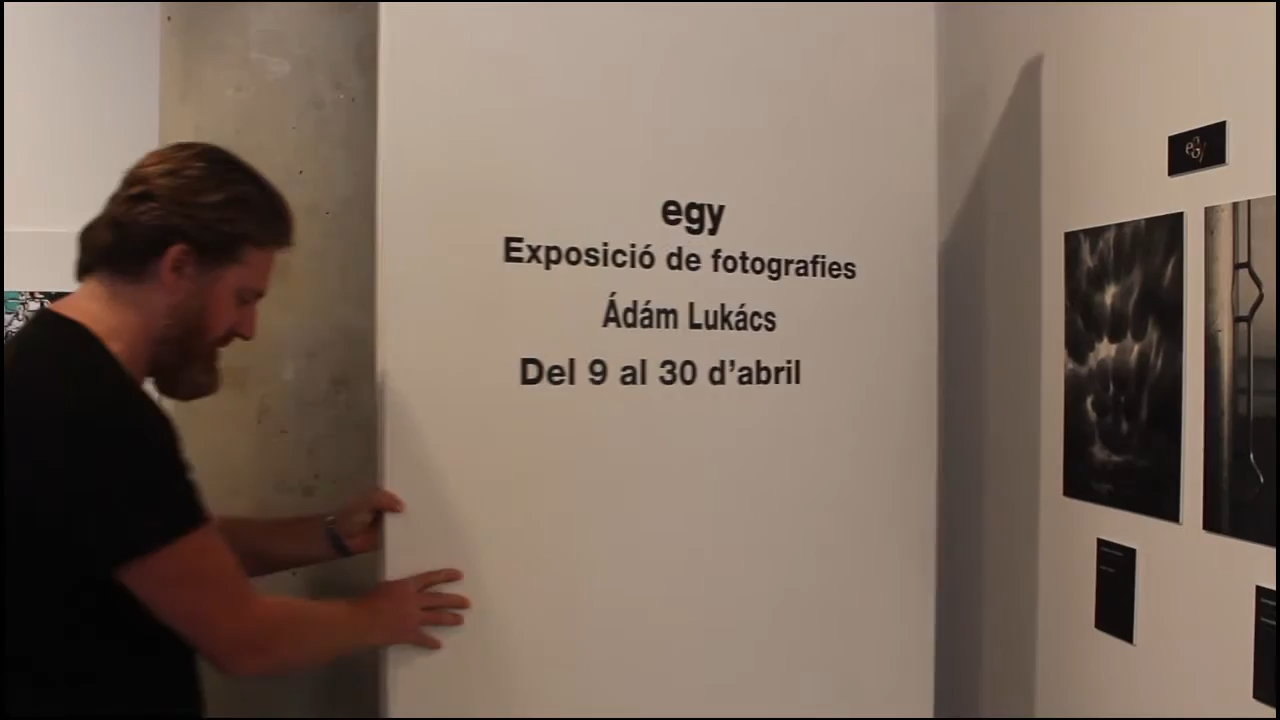 egy
Exposició de fotografies
Ádám Lukács
Del 9 al 30 d'abril